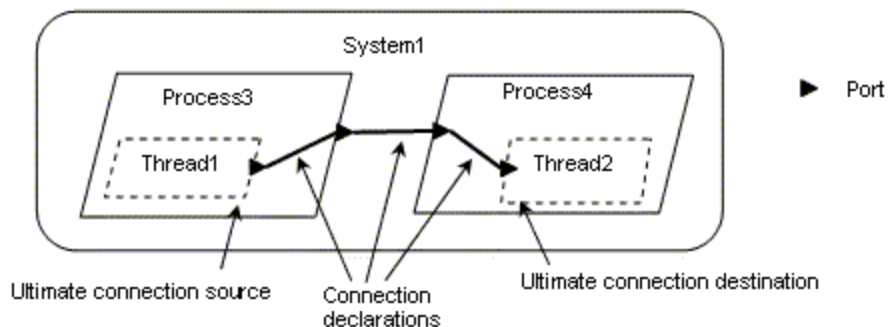 System1
Port
Process3
Process4
Thread1
Thread2
Ultimate connection source
Connection
declarations
Ultimate connection destination